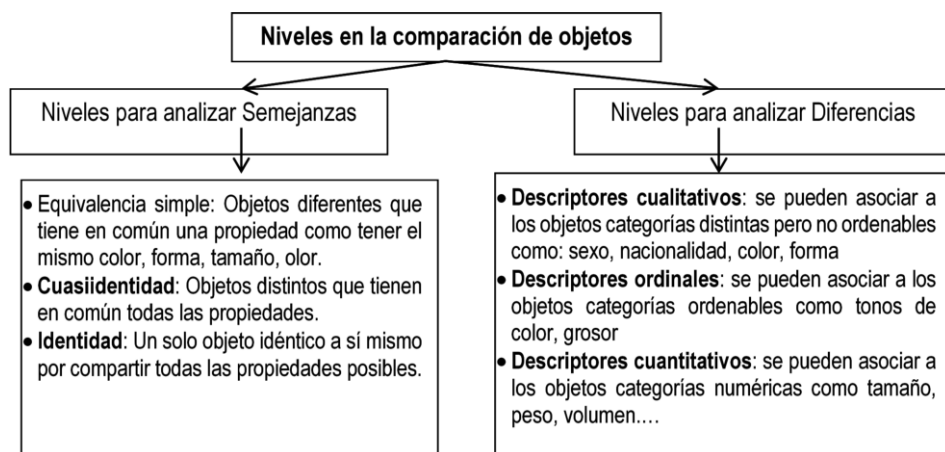 Niveles en la comparación de objetos
Niveles para analizar Semejanzas
Niveles para analizar Diferencias
• Equivalencia simple: Objetos diferentes que
tiene en común una propiedad como tener el
mismo color, forma, tamaño, olor.
• Cuasiidentidad: Objetos distintos que tienen
en común todas las propiedades.
• Identidad: Un solo objeto idéntico a sí mismo
por compartir todas las propiedades posibles.
• Descriptores cualitativos: se pueden asociar a
los objetos categorías distintas pero no ordenables
como: sexo, nacionalidad, color, forma
• Descriptores ordinales: se pueden asociar a los
objetos categorías ordenables como tonos de
color, grosor
• Descriptores cuantitativos: se pueden asociar a
los objetos categorías numéricas como tamaño,
peso, volumen....